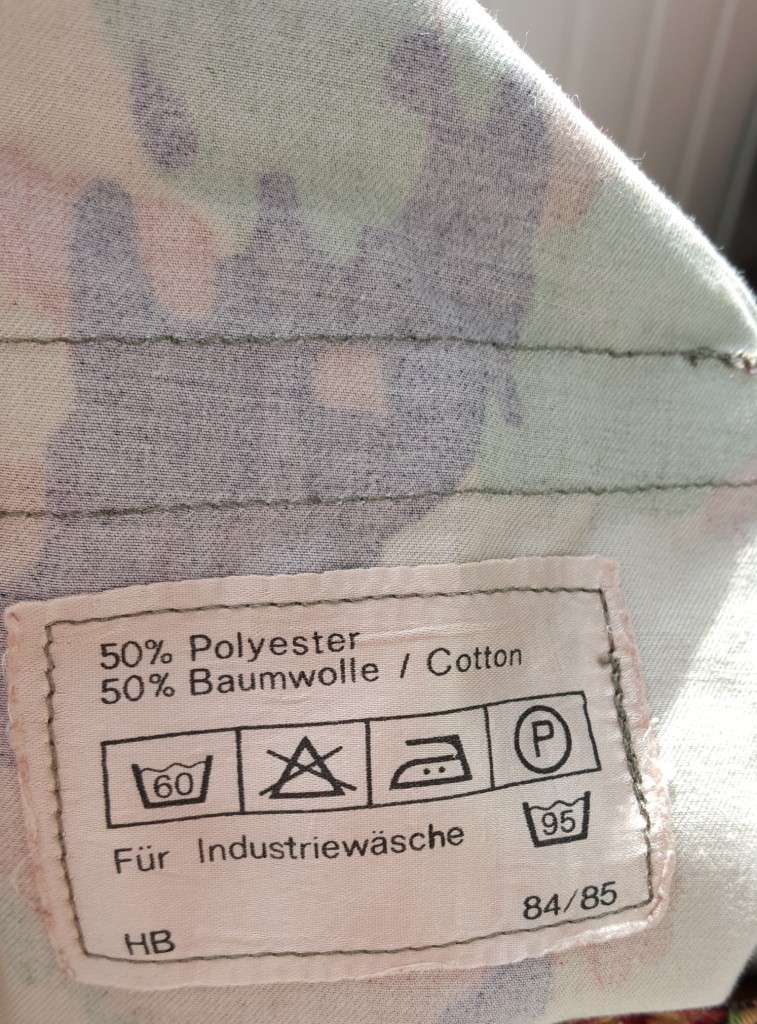 50% Polyester
50% Baumwolle / Cotton
60 P
Für Industriewäsche 95
HB 84/85